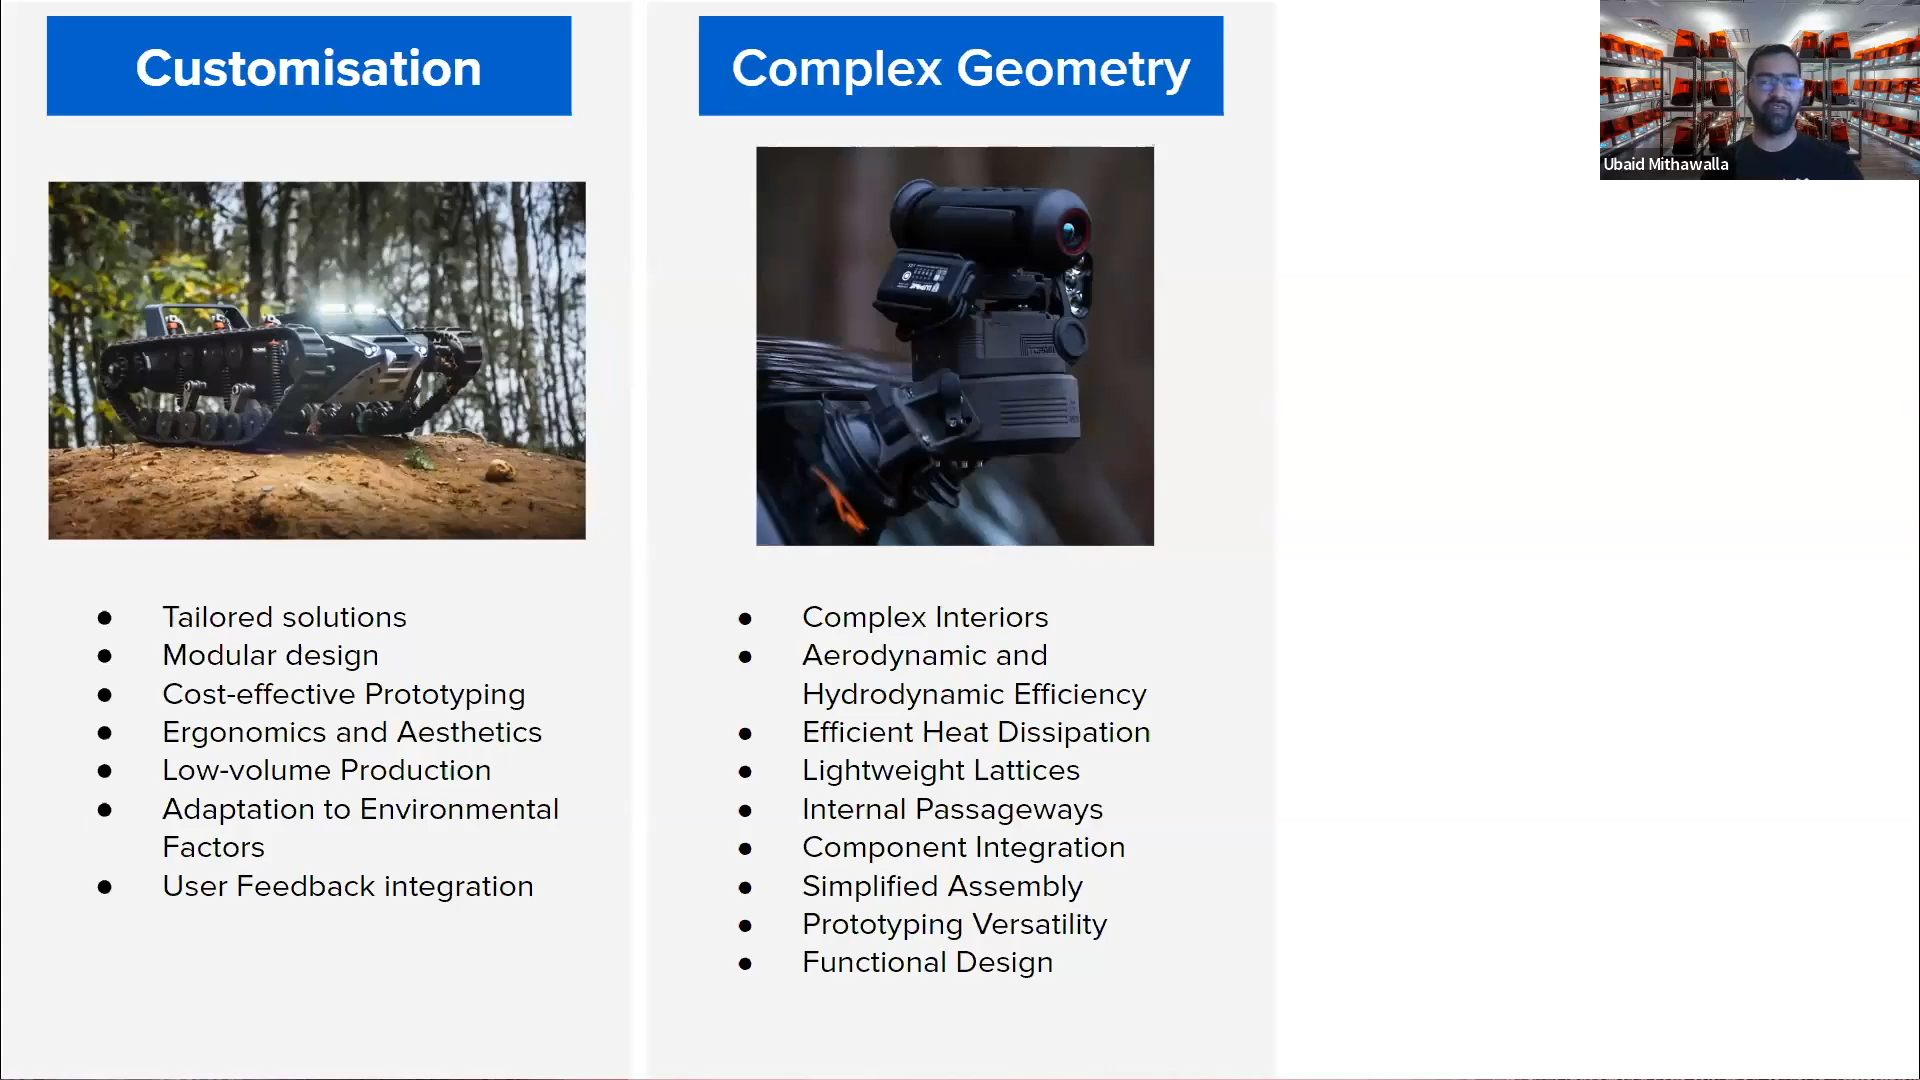 Customisation
Complex Geometry
Ubaid Mithawalla
Tailored solutions
Modular design
Cost-effective Prototyping
Ergonomics and Aesthetics
Low-volume Production
Adaptation to Environmental
Factors
User Feedback integration
Complex Interiors
Aerodynamic and
Hydrodynamic Efficiency
Efficient Heat Dissipation
Lightweight Lattices
Internal Passageways
Component Integration
Simplified Assembly
Prototyping Versatility
Functional Design